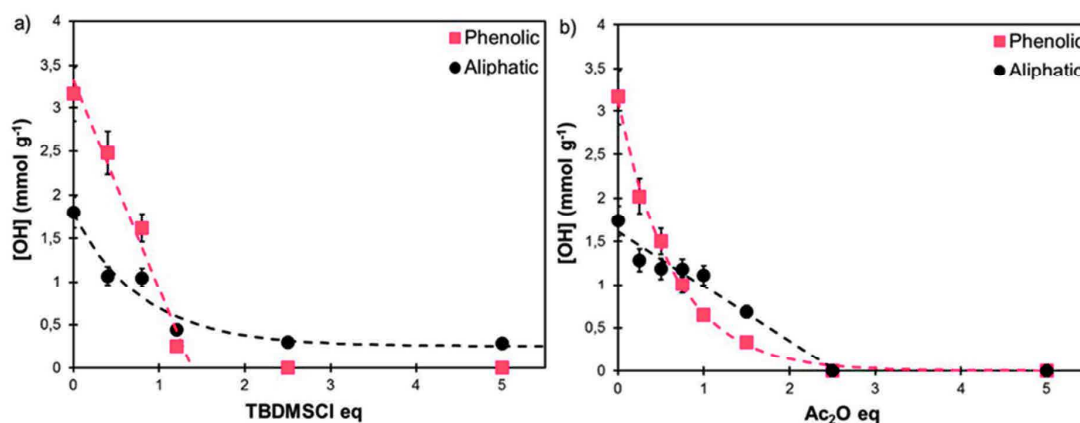 a)
Phenolic
Aliphatic
4
3,5
3
2,5
2
1,5
1
0,5
0
[OH] (mmol g⁻¹)
0 1 2 3 4 5
TBDMSCl eq
b)
Phenolic
Aliphatic
4
3,5
3
2,5
2
1,5
1
0,5
0
[OH] (mmol g⁻¹)
0 1 2 3 4 5
Ac₂O eq